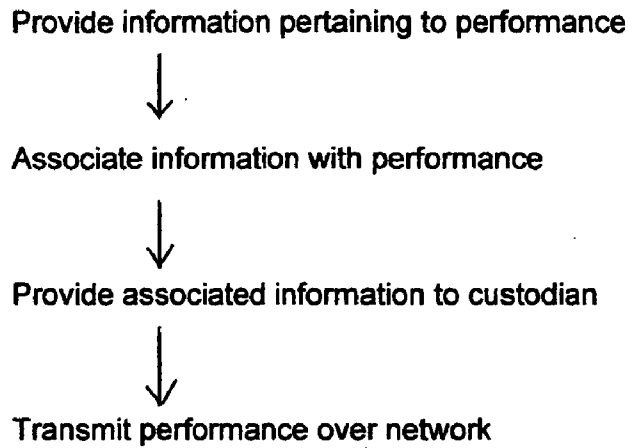 Provide information pertaining to performance
Associate information with performance
Provide associated information to custodian
Transmit performance over network